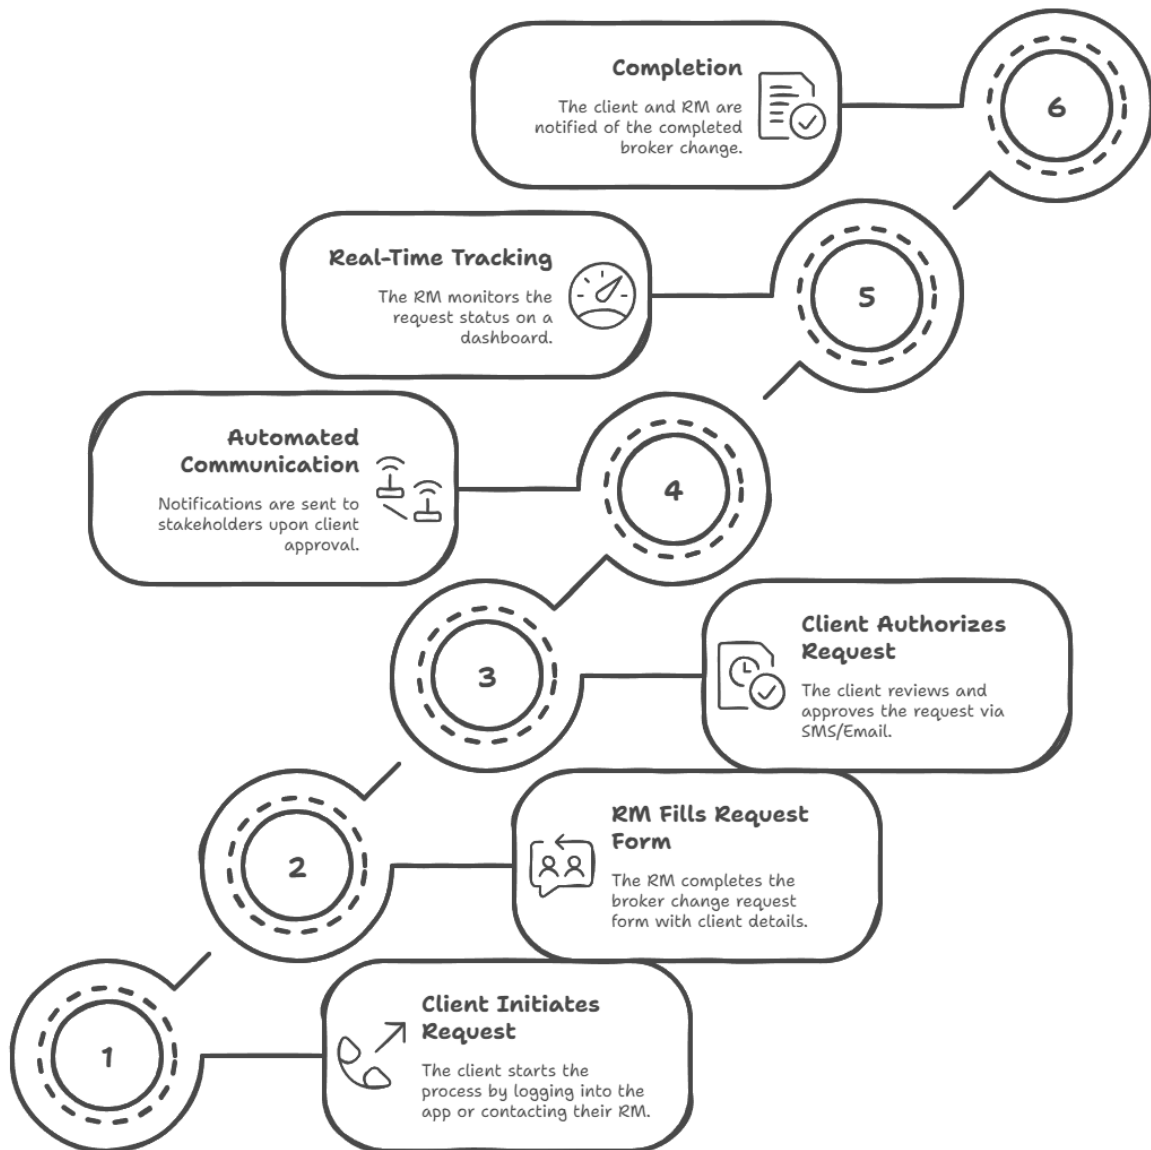 Completion
The client and RM are
notified of the completed
broker change.
6
Real-Time Tracking
The RM monitors the
request status on a
dashboard.
5
Automated
Communication
Notifications are sent to
stakeholders upon client
approval.
4
3
Client Authorizes
Request
The client reviews and
approves the request via
SMS/Email.
2
RM Fills Request
Form
The RM completes the
broker change request
form with client details.
1
Client Initiates
Request
The client starts the
process by logging into the
app or contacting their RM.